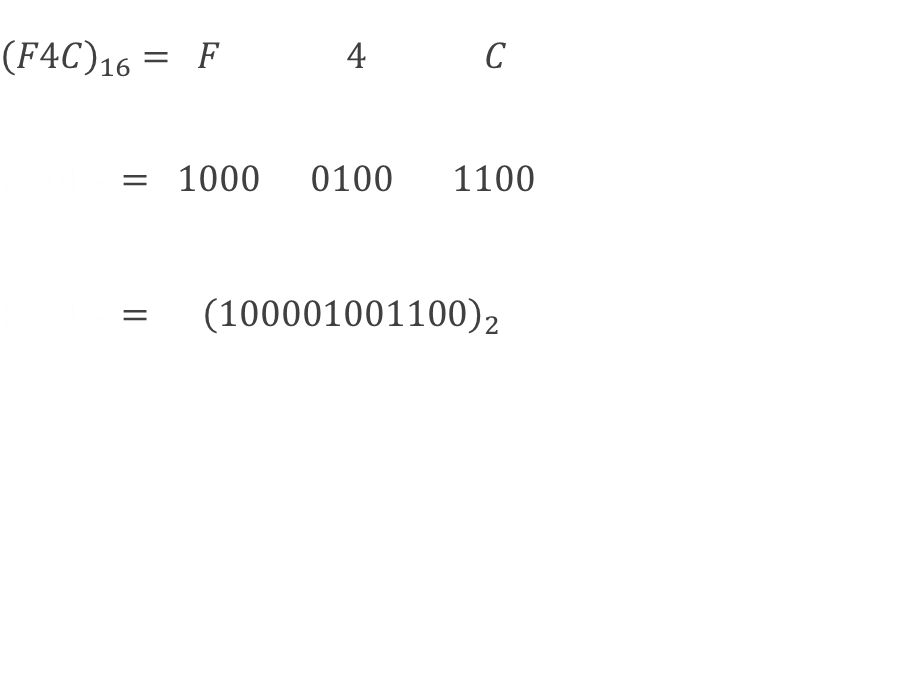 (F4C)₁₆ = F 4 C
= 1000 0100 1100
= (100001001100)₂